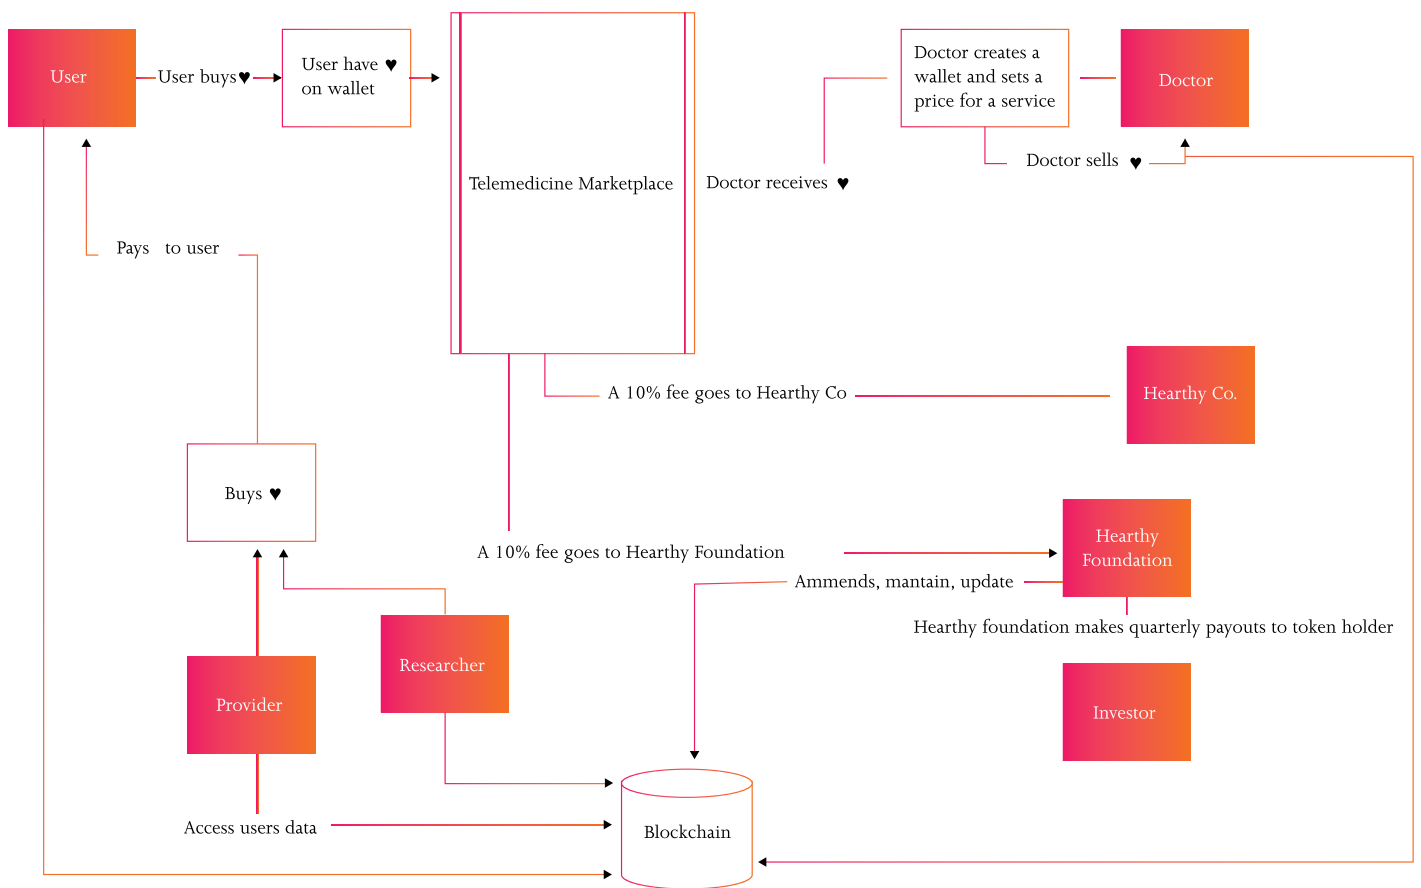 User
User buys♥
User have ♥
on wallet
Telemedicine Marketplace
Doctor receives ♥
Doctor creates a
wallet and sets a
price for a service
Doctor
Doctor sells ♥
Pays to user
A 10% fee goes to Hearthy Co
Hearthy Co.
Buys ♥
A 10% fee goes to Hearthy Foundation
Hearthy
Foundation
Ammends, mantain, update
Hearthy foundation makes quarterly payouts to token holder
Researcher
Provider
Investor
Access users data
Blockchain